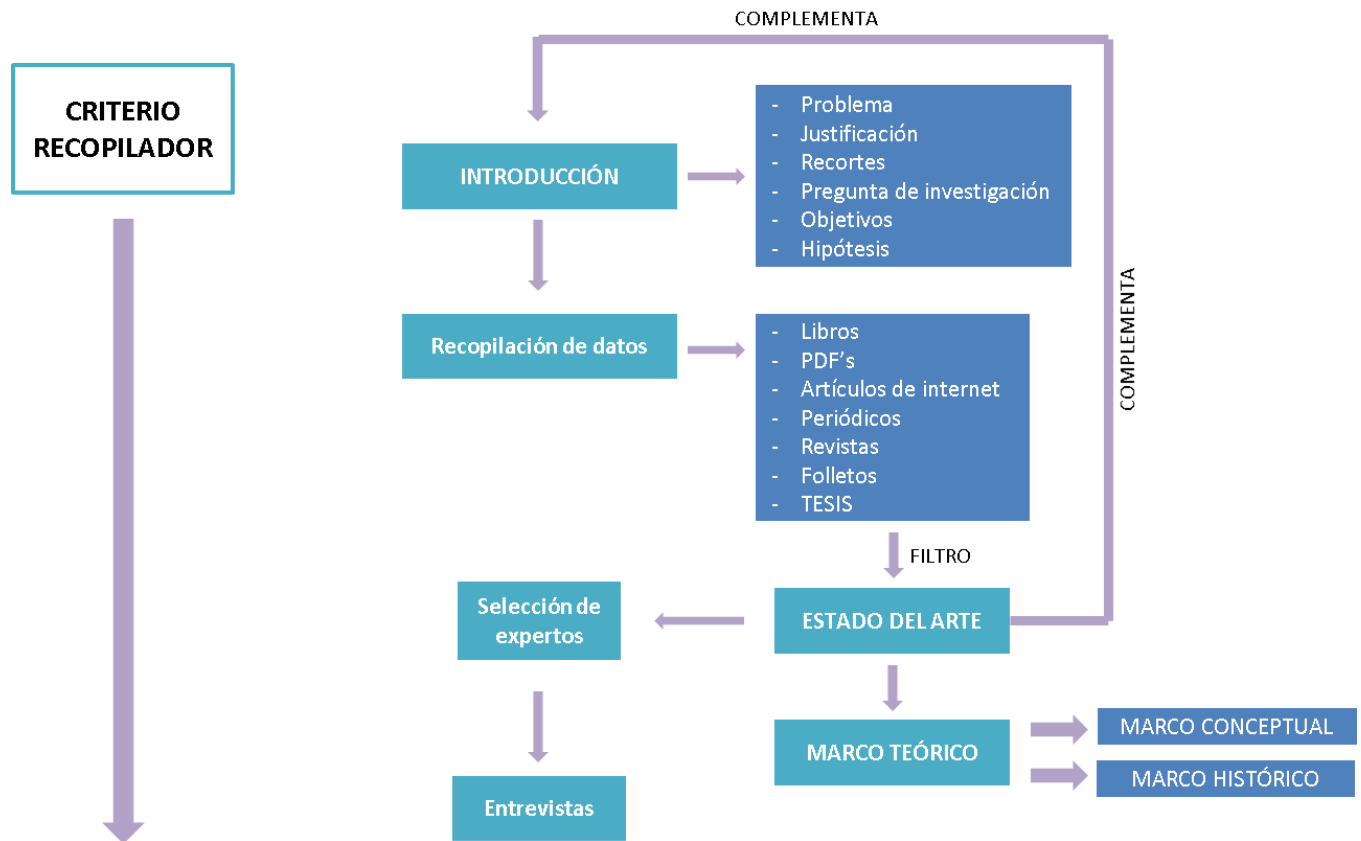 COMPLEMENTA
CRITERIO
RECOPILADOR
INTRODUCCIÓN
- Problema
- Justificación
- Recortes
- Pregunta de investigación
- Objetivos
- Hipótesis
COMPLEMENTA
Recopilación de datos
- Libros
- PDF’s
- Artículos de internet
- Periódicos
- Revistas
- Folletos
- TESIS
FILTRO
Selección de
expertos
ESTADO DEL ARTE
MARCO TEÓRICO
MARCO CONCEPTUAL
MARCO HISTÓRICO
Entrevistas